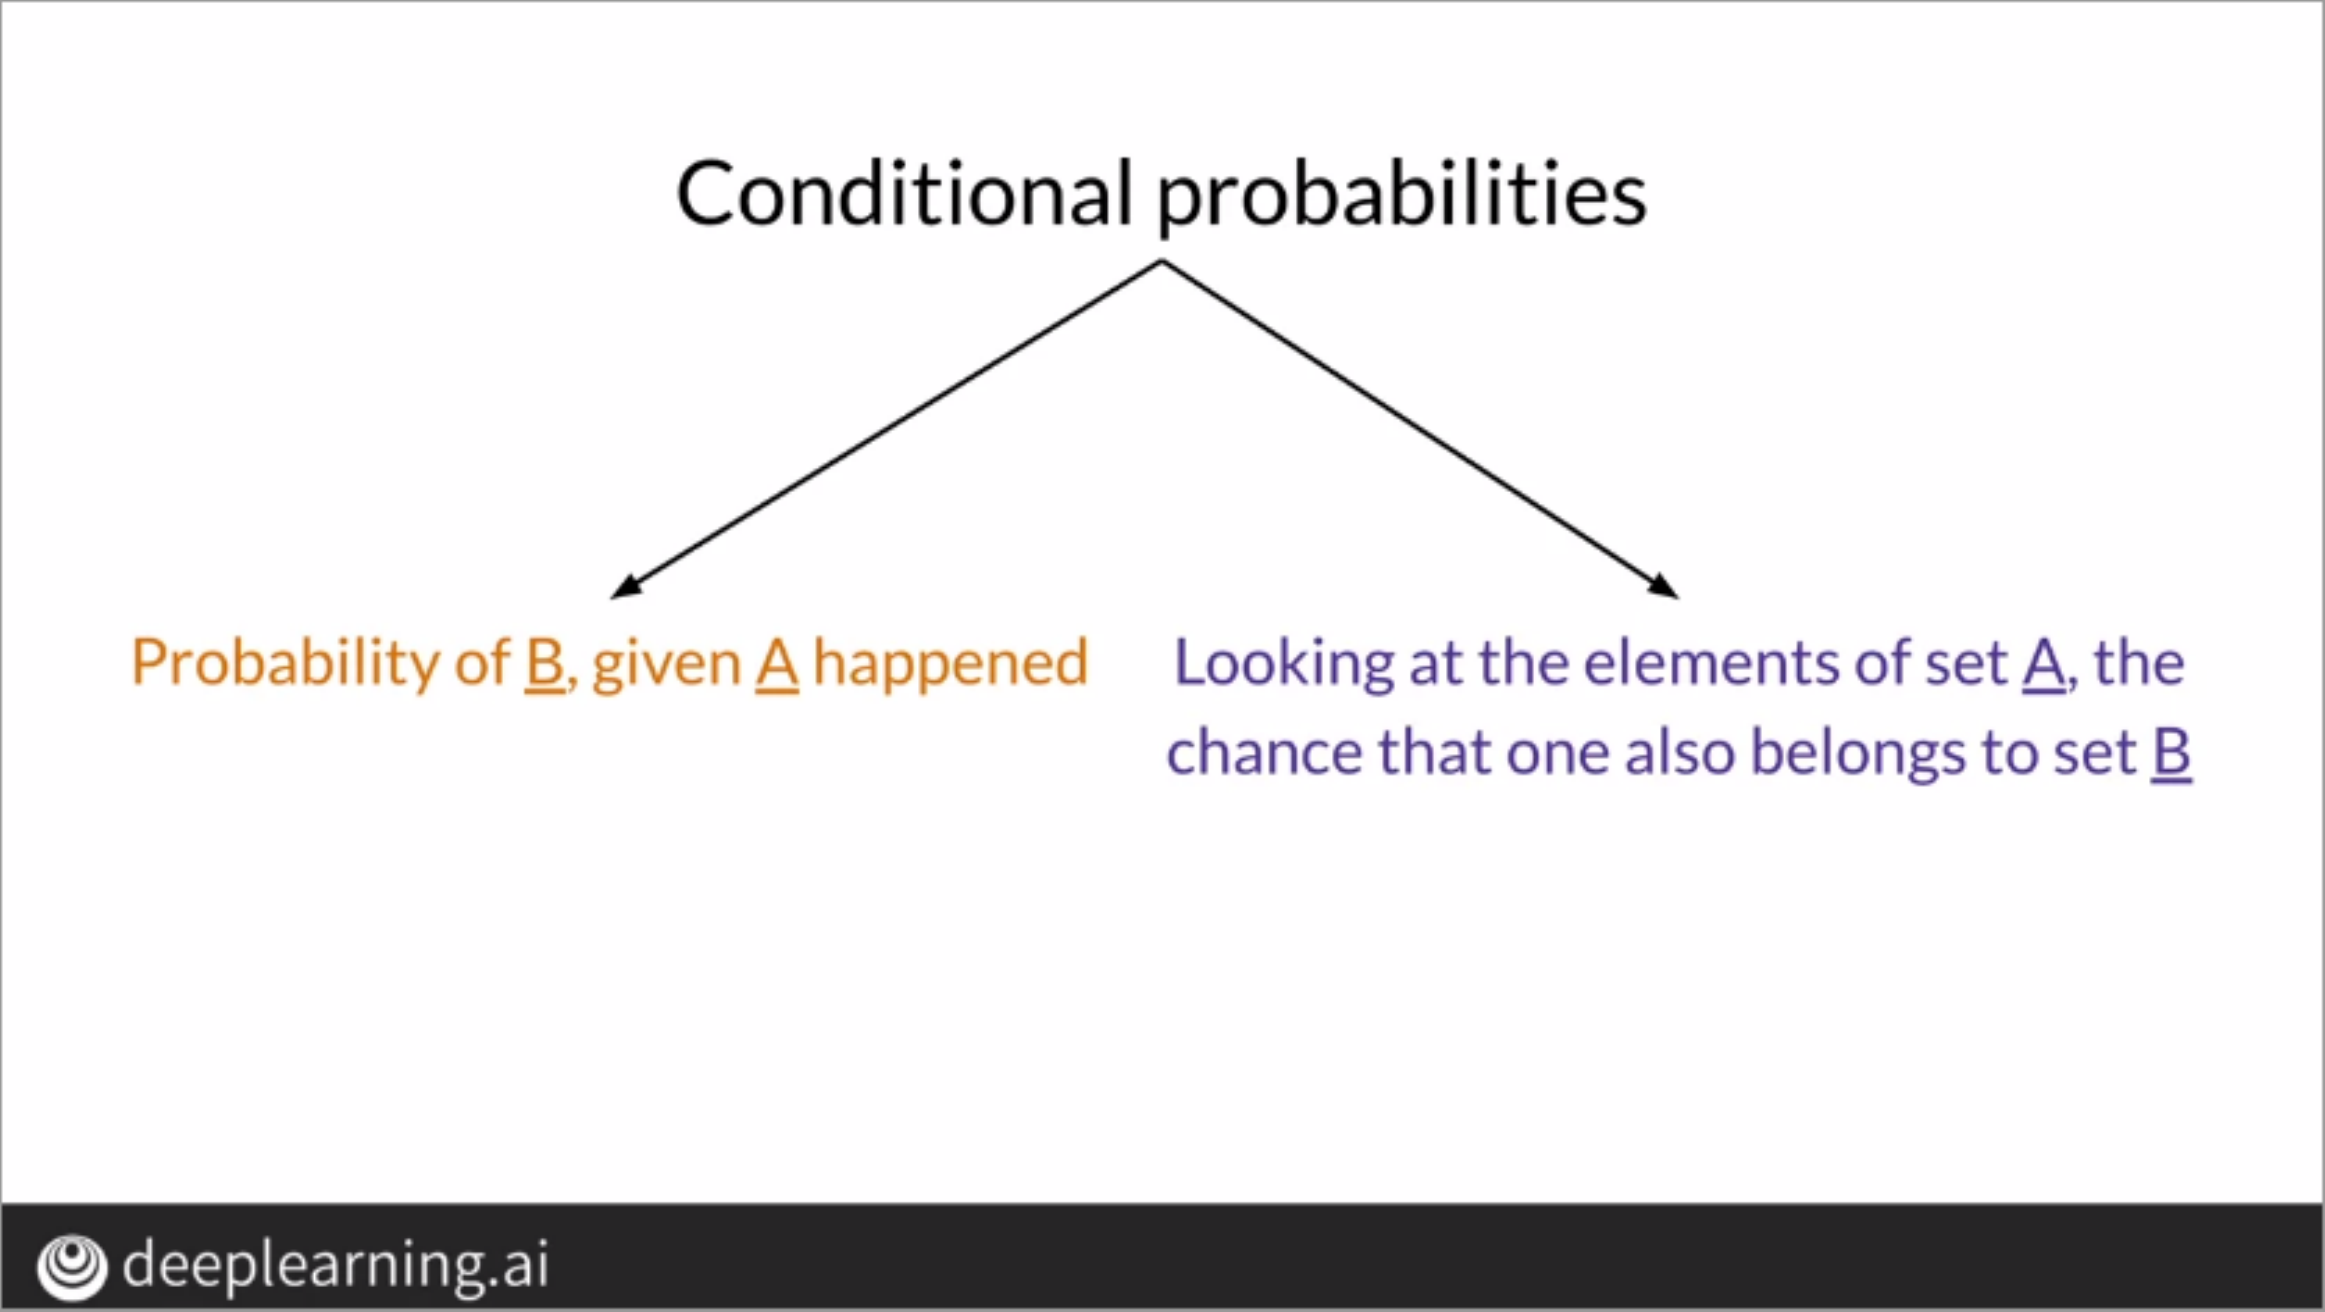 Conditional probabilities
Probability of B, given A happened
Looking at the elements of set A, the
chance that one also belongs to set B
deeplearning.ai